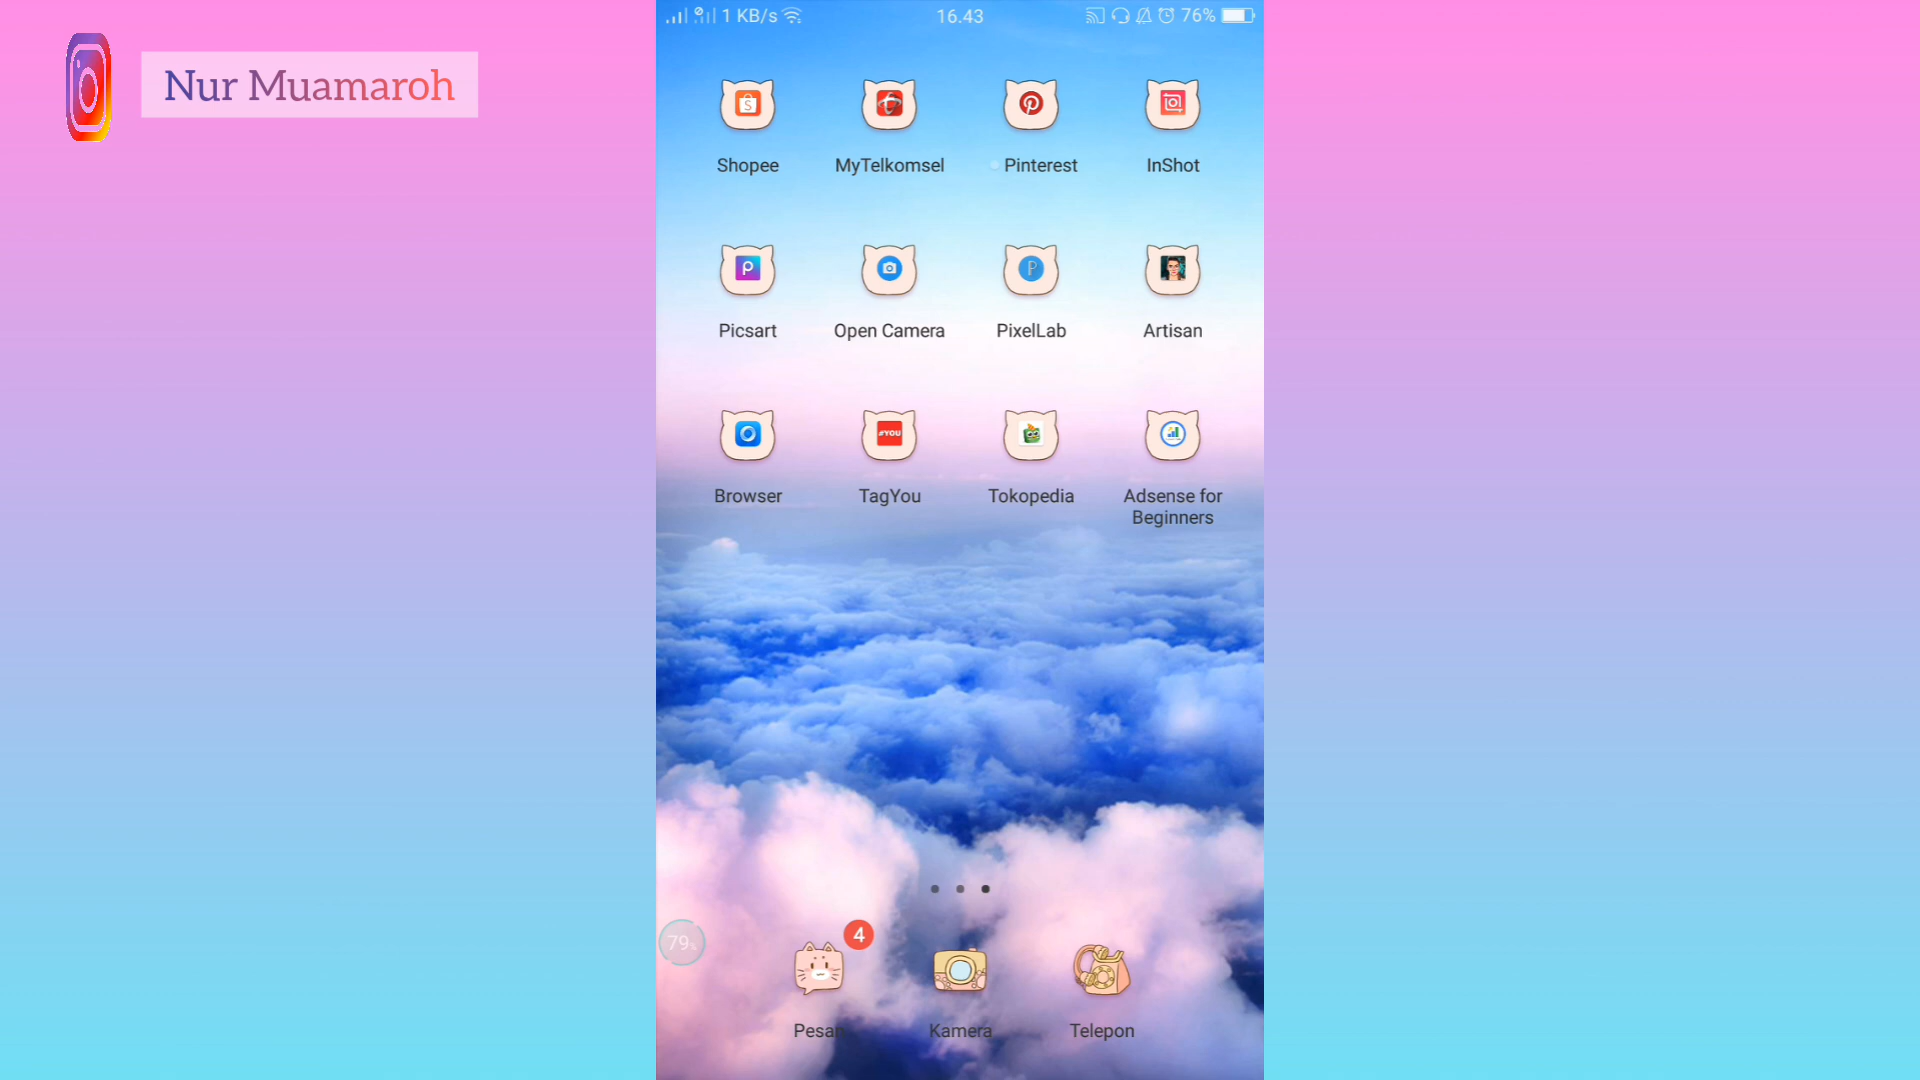 1 KB/s 16.43 76%
Nur Muamaroh
Shopee MyTelkomsel Pinterest InShot
Picsart Open Camera PixelLab Artisan
#YOU
Browser TagYou Tokopedia Adsense for
Beginners
4
79%
Pesan Kamera Telepon